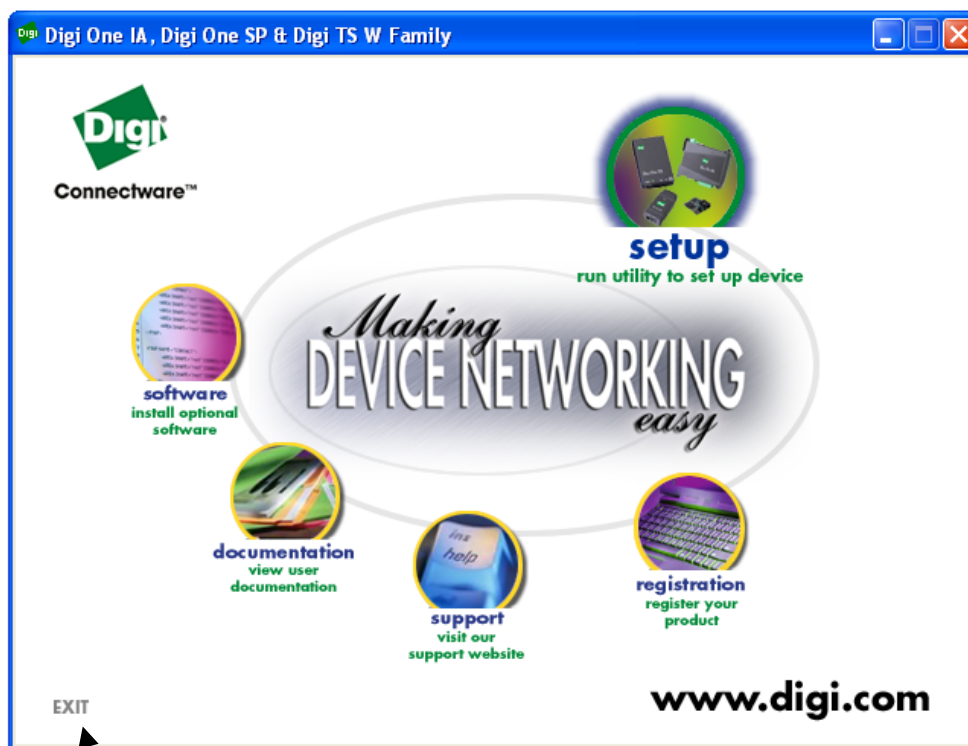 Digi One IA, Digi One SP & Digi TS W Family
Digi
Connectware™
setup
run utility to set up device
Making
DEVICE NETWORKING
easy
software
install optional
software
documentation
view user
documentation
ins
help
support
visit our
support website
registration
register your
product
EXIT
www.digi.com